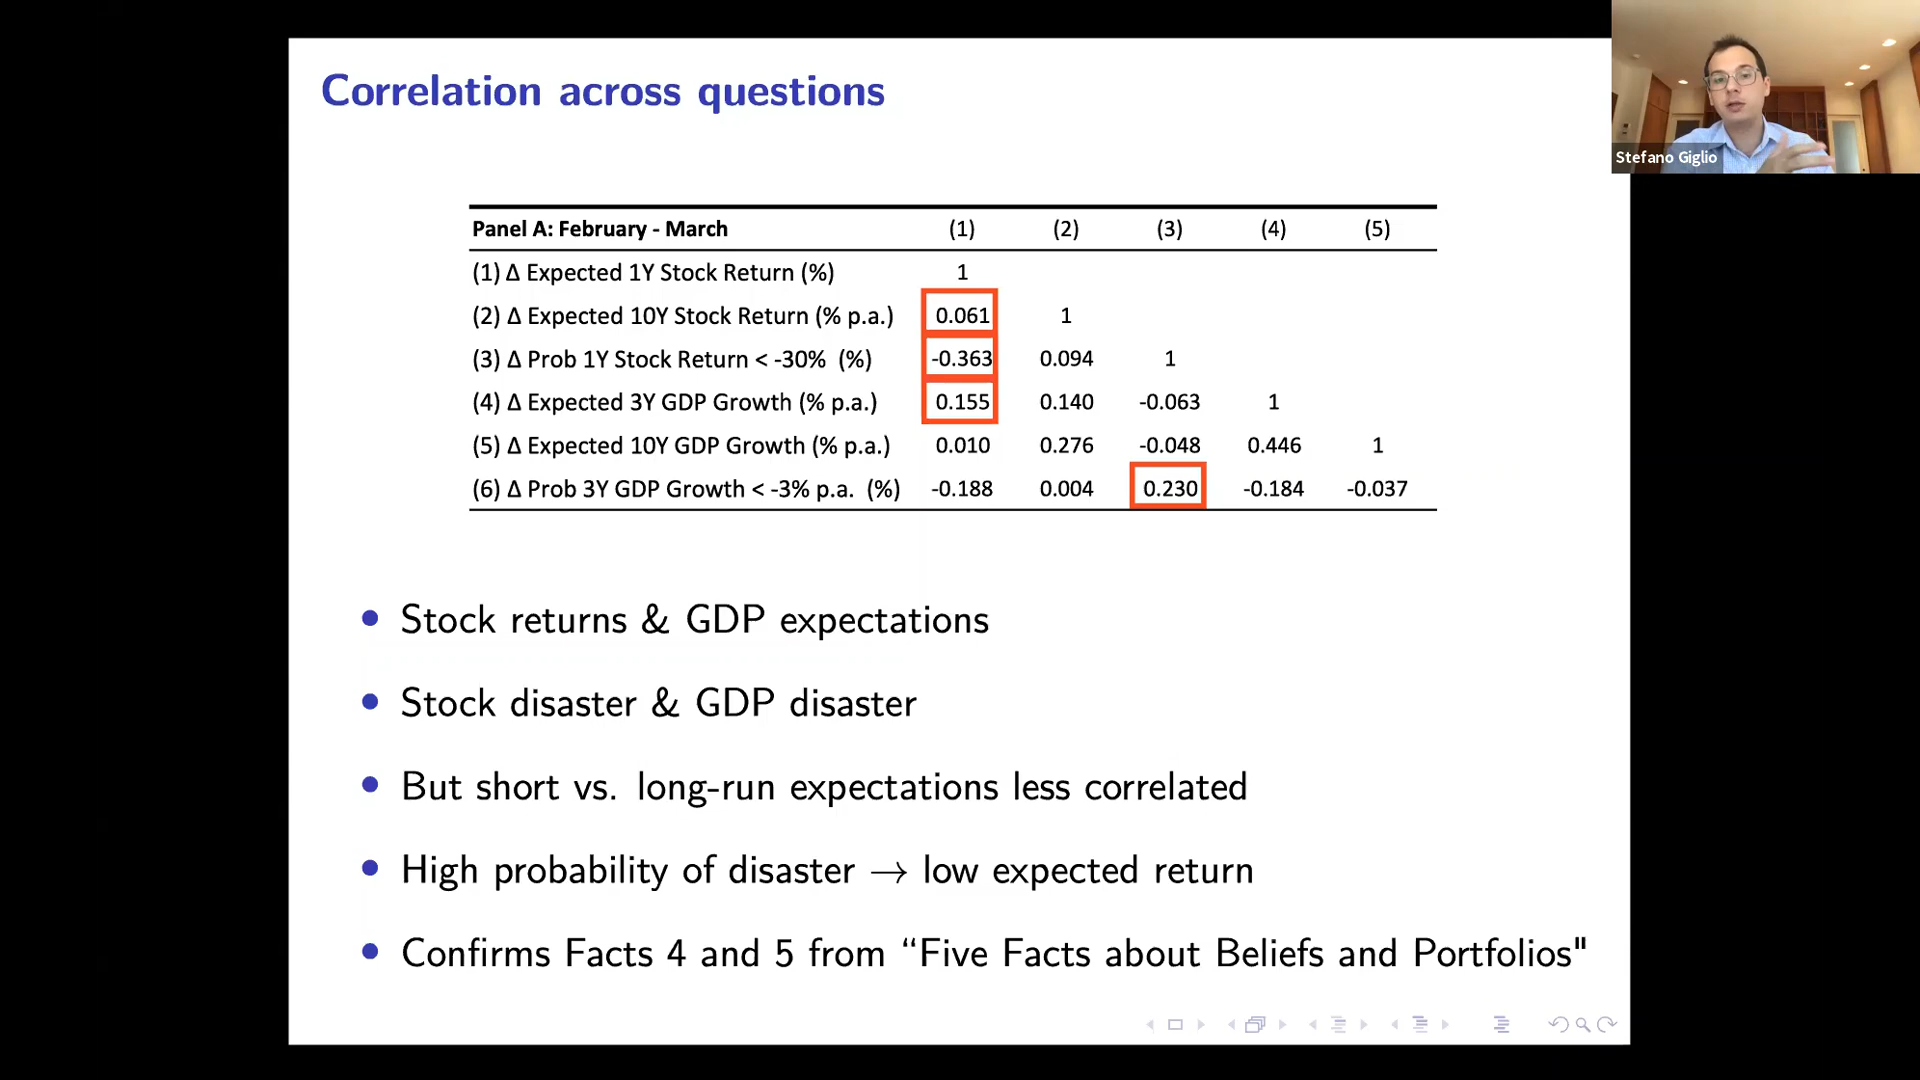 Correlation across questions
Stefano Giglio
Panel A: February - March (1) (2) (3) (4) (5)
(1) Δ Expected 1Y Stock Return (%) 1
(2) Δ Expected 10Y Stock Return (% p.a.) 0.061 1
(3) Δ Prob 1Y Stock Return < -30% (%) -0.363 0.094 1
(4) Δ Expected 3Y GDP Growth (% p.a.) 0.155 0.140 -0.063 1
(5) Δ Expected 10Y GDP Growth (% p.a.) 0.010 0.276 -0.048 0.446 1
(6) Δ Prob 3Y GDP Growth < -3% p.a. (%) -0.188 0.004 0.230 -0.184 -0.037
• Stock returns & GDP expectations
• Stock disaster & GDP disaster
• But short vs. long-run expectations less correlated
• High probability of disaster → low expected return
• Confirms Facts 4 and 5 from “Five Facts about Beliefs and Portfolios"